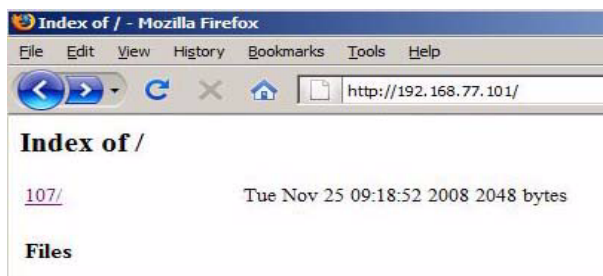 Index of / - Mozilla Firefox
File Edit View History Bookmarks Tools Help
http://192.168.77.101/
Index of /
107/ Tue Nov 25 09:18:52 2008 2048 bytes
Files